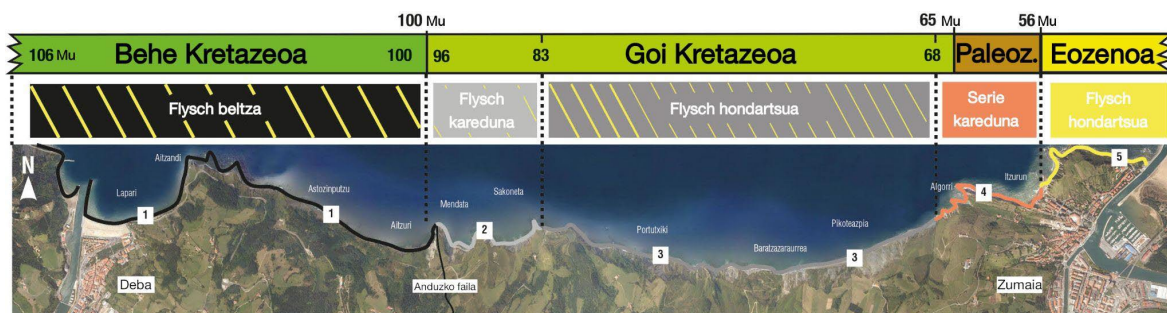 100 Mu
65 Mu
56 Mu
106 Mu
Behe Kretazeoa
100
96
83
Goi Kretazeoa
68
Paleoz.
Eozenoa
Flysch beltza
Flysch
kareduna
Flysch hondartsua
Serie
kareduna
Flysch
hondartsua
N
Lapari
Aitzandi
1
Astozinputzu
1
Aitzuri
Mendata
Sakoneta
2
Portutxiki
3
Baratzazaraurrea
Pikoteazpia
3
Algorri
4
Itzurun
5
Deba
Anduzko faila
Zumaia